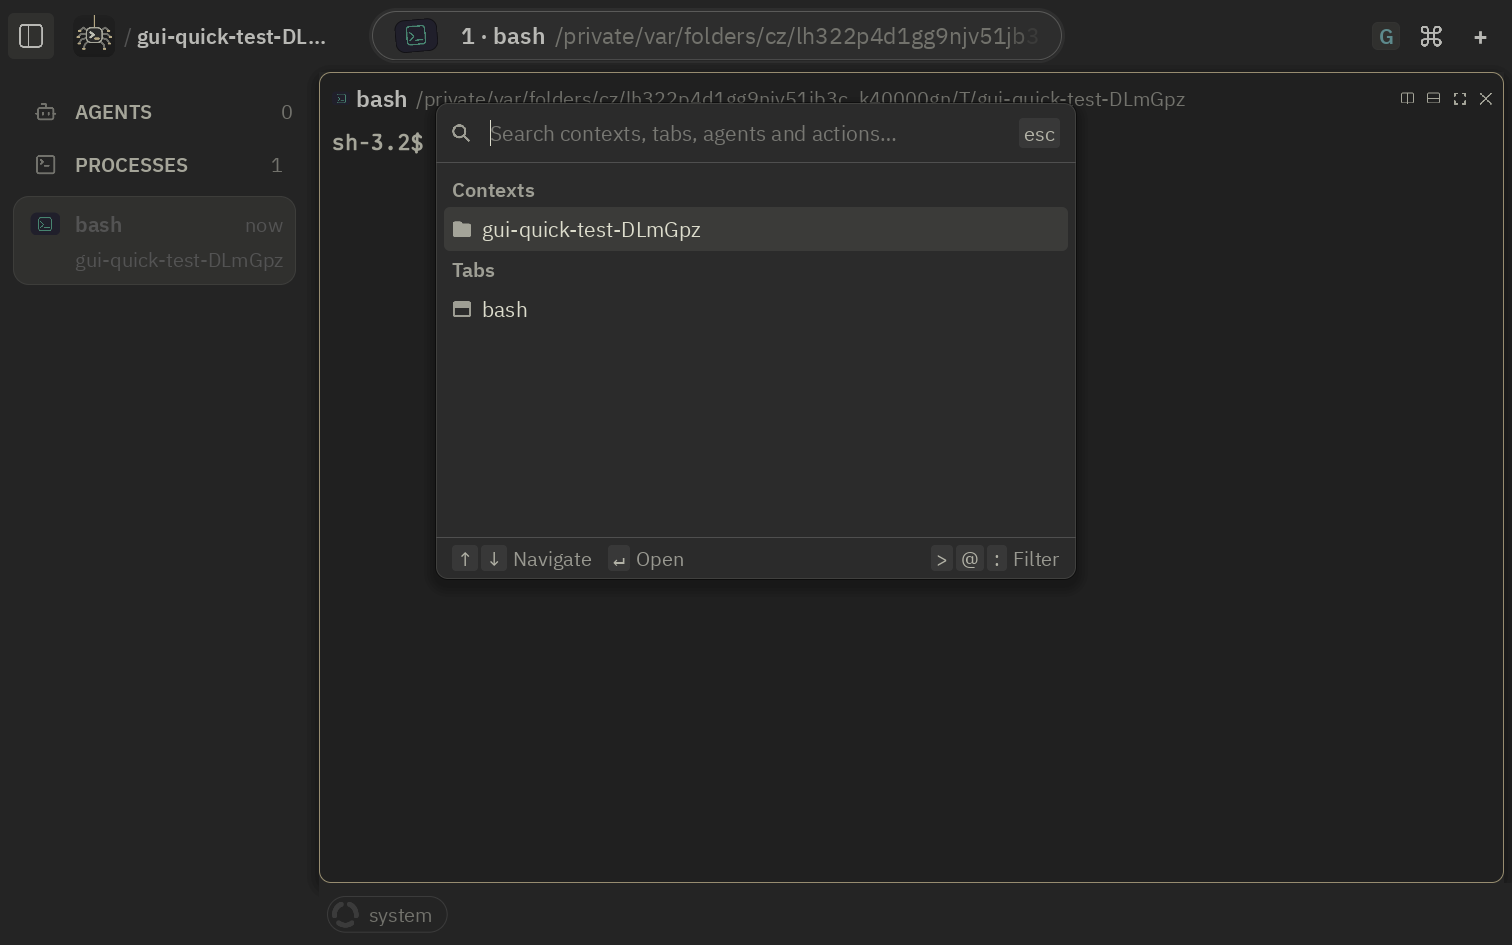 / gui-quick-test-DL...
1 · bash /private/var/folders/cz/lh322p4d1gg9njv51jb3
G ⌘ +
AGENTS 0
PROCESSES 1
bash now
gui-quick-test-DLmGpz
bash /private/var/folders/cz/lh322p4d1gg9njv51jb3c_k40000gn/T/gui-quick-test-DLmGpz
sh-3.2$
Search contexts, tabs, agents and actions... esc
Contexts
gui-quick-test-DLmGpz
Tabs
bash
↑ ↓ Navigate ↵ Open > @ : Filter
system